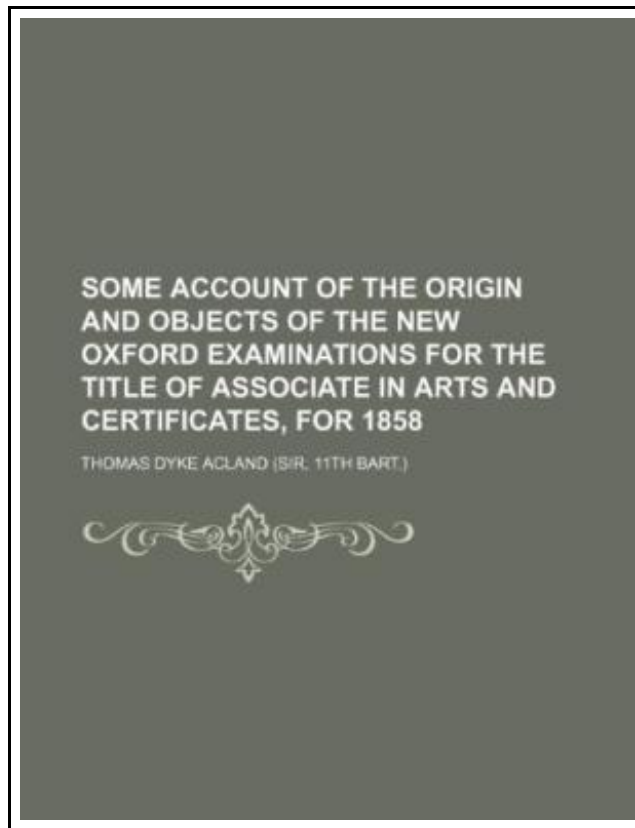 SOME ACCOUNT OF THE ORIGIN
AND OBJECTS OF THE NEW
OXFORD EXAMINATIONS FOR THE
TITLE OF ASSOCIATE IN ARTS AND
CERTIFICATES, FOR 1858
THOMAS DYKE ACLAND (SIR, 11TH BART.)